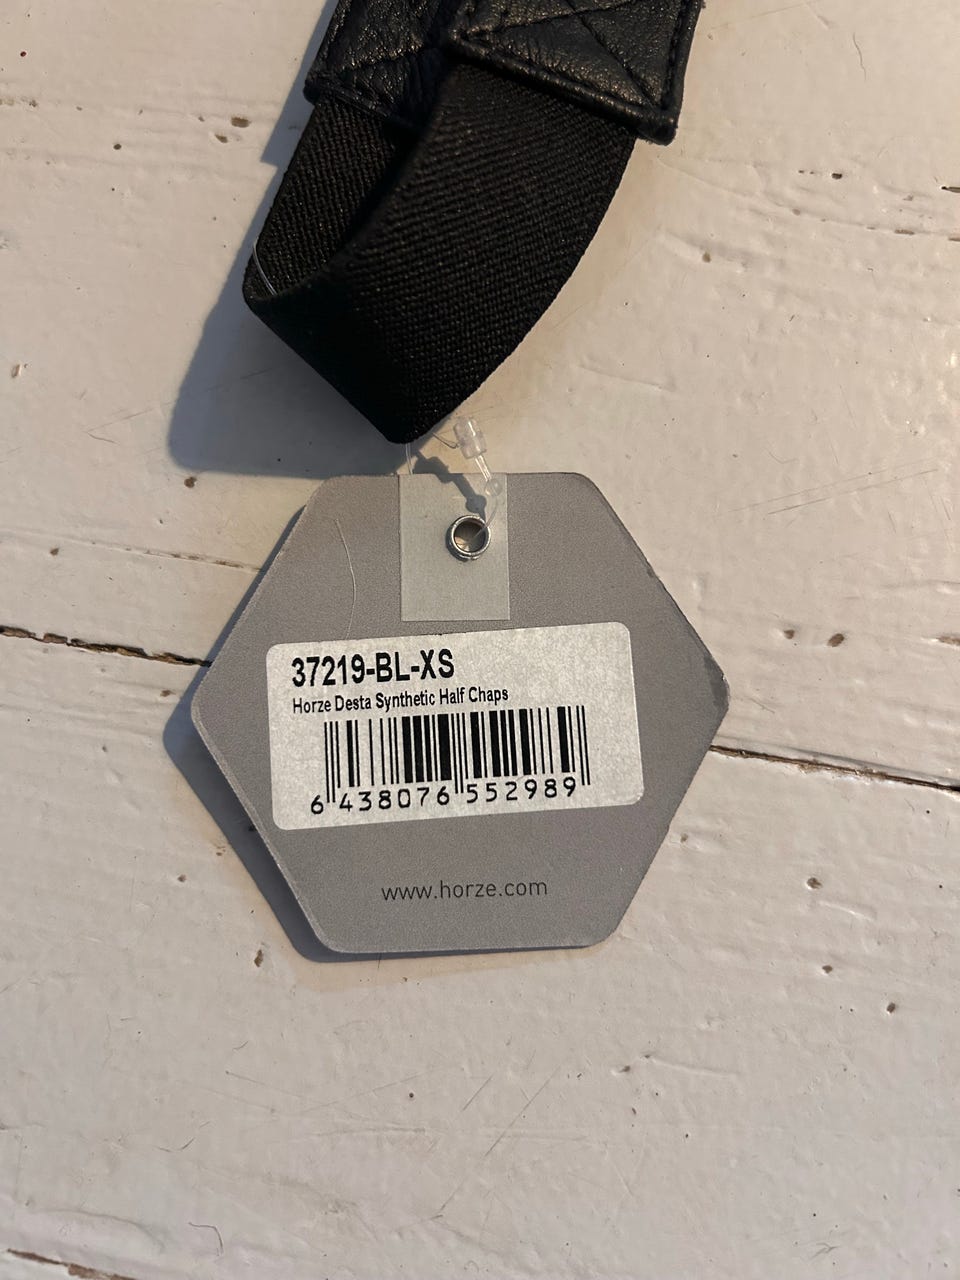 37219-BL-XS
Horze Desta Synthetic Half Chaps
6 438076 552989
www.horze.com